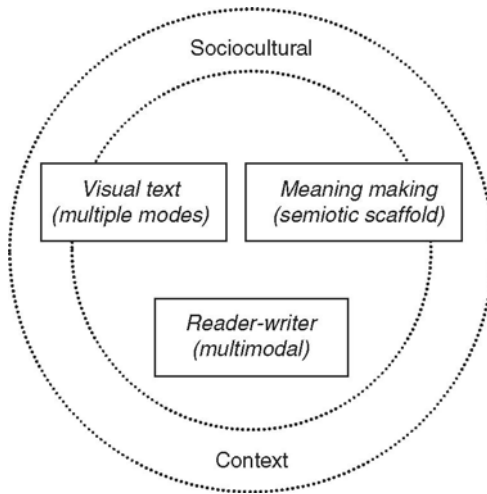 Sociocultural
Visual text
(multiple modes)
Meaning making
(semiotic scaffold)
Reader-writer
(multimodal)
Context